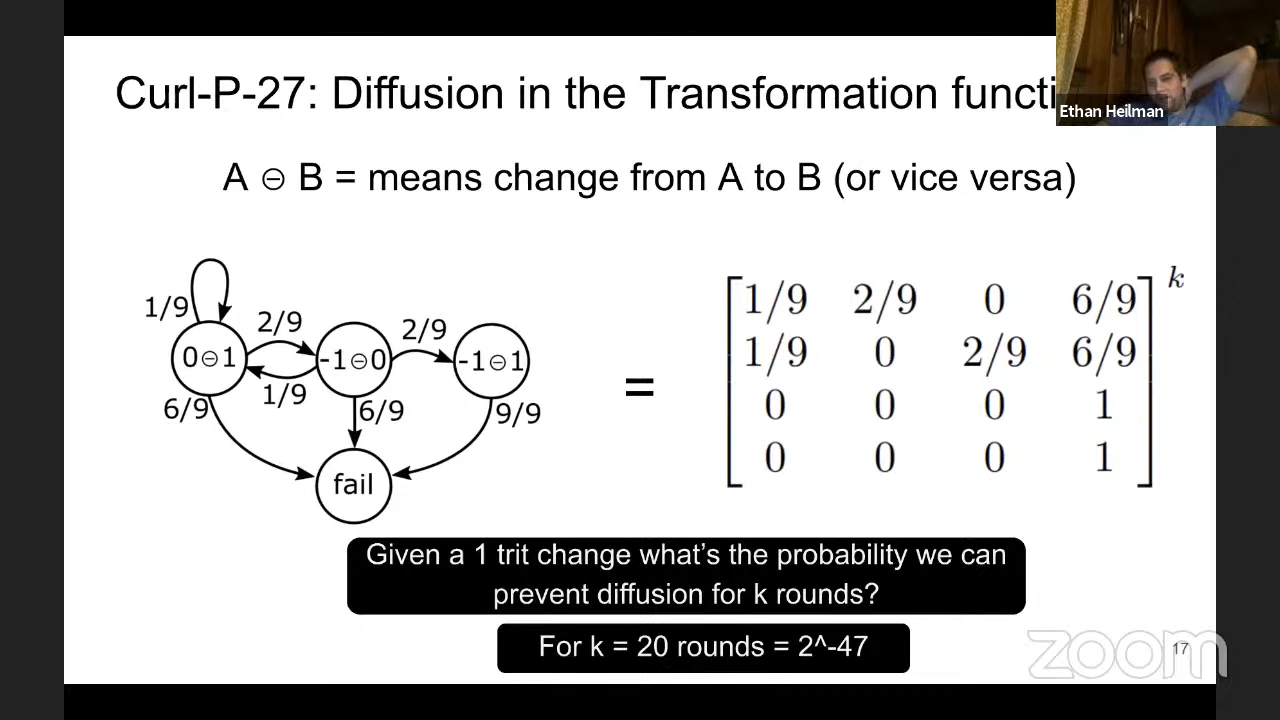 Curl-P-27: Diffusion in the Transformation functi
Ethan Heilman
A ⊖ B = means change from A to B (or vice versa)
1/9
2/9
2/9
0⊖1
-1⊖0
-1⊖1
1/9
6/9
6/9
9/9
fail
=
1/9 2/9 0 6/9
1/9 0 2/9 6/9
0 0 0 1
0 0 0 1
k
Given a 1 trit change what's the probability we can
prevent diffusion for k rounds?
For k = 20 rounds = 2^-47
zoom
17